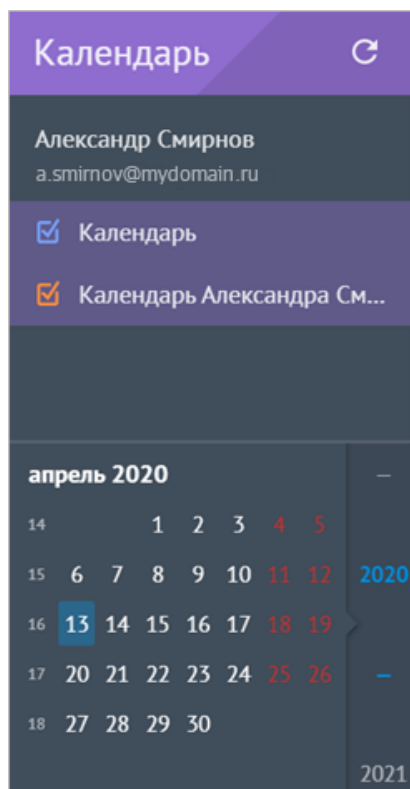 Календарь
Александр Смирнов
a.smirnov@mydomain.ru
Календарь
Календарь Александра См...
апрель 2020
14 1 2 3 4 5
15 6 7 8 9 10 11 12 2020
16 13 14 15 16 17 18 19
17 20 21 22 23 24 25 26
18 27 28 29 30
2021